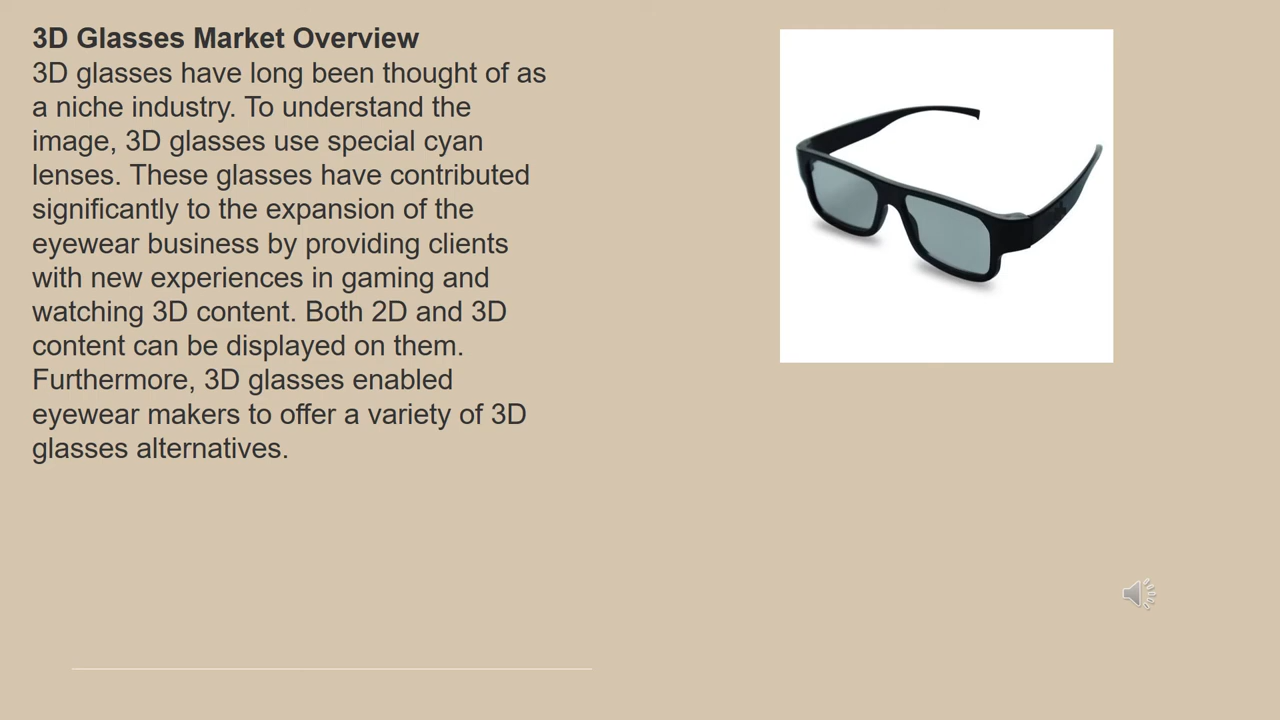 3D Glasses Market Overview
3D glasses have long been thought of as
a niche industry. To understand the
image, 3D glasses use special cyan
lenses. These glasses have contributed
significantly to the expansion of the
eyewear business by providing clients
with new experiences in gaming and
watching 3D content. Both 2D and 3D
content can be displayed on them.
Furthermore, 3D glasses enabled
eyewear makers to offer a variety of 3D
glasses alternatives.